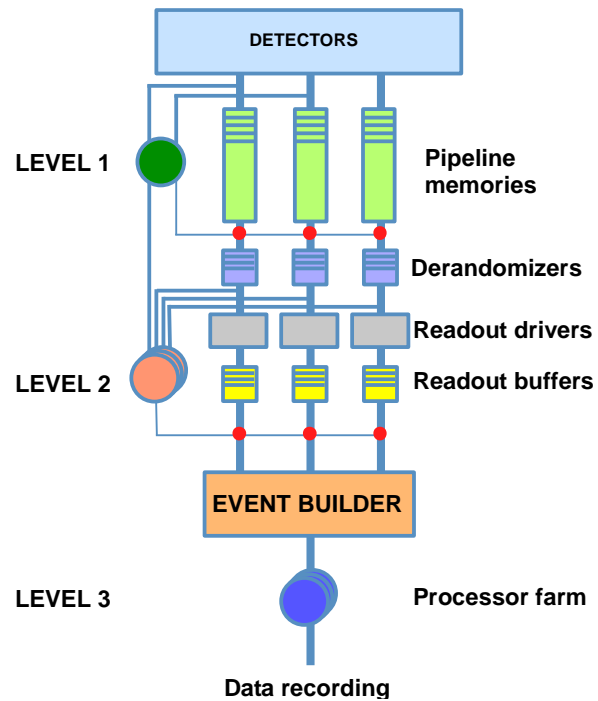 DETECTORS
LEVEL 1
Pipeline
memories
Derandomizers
Readout drivers
LEVEL 2
Readout buffers
EVENT BUILDER
LEVEL 3
Processor farm
Data recording